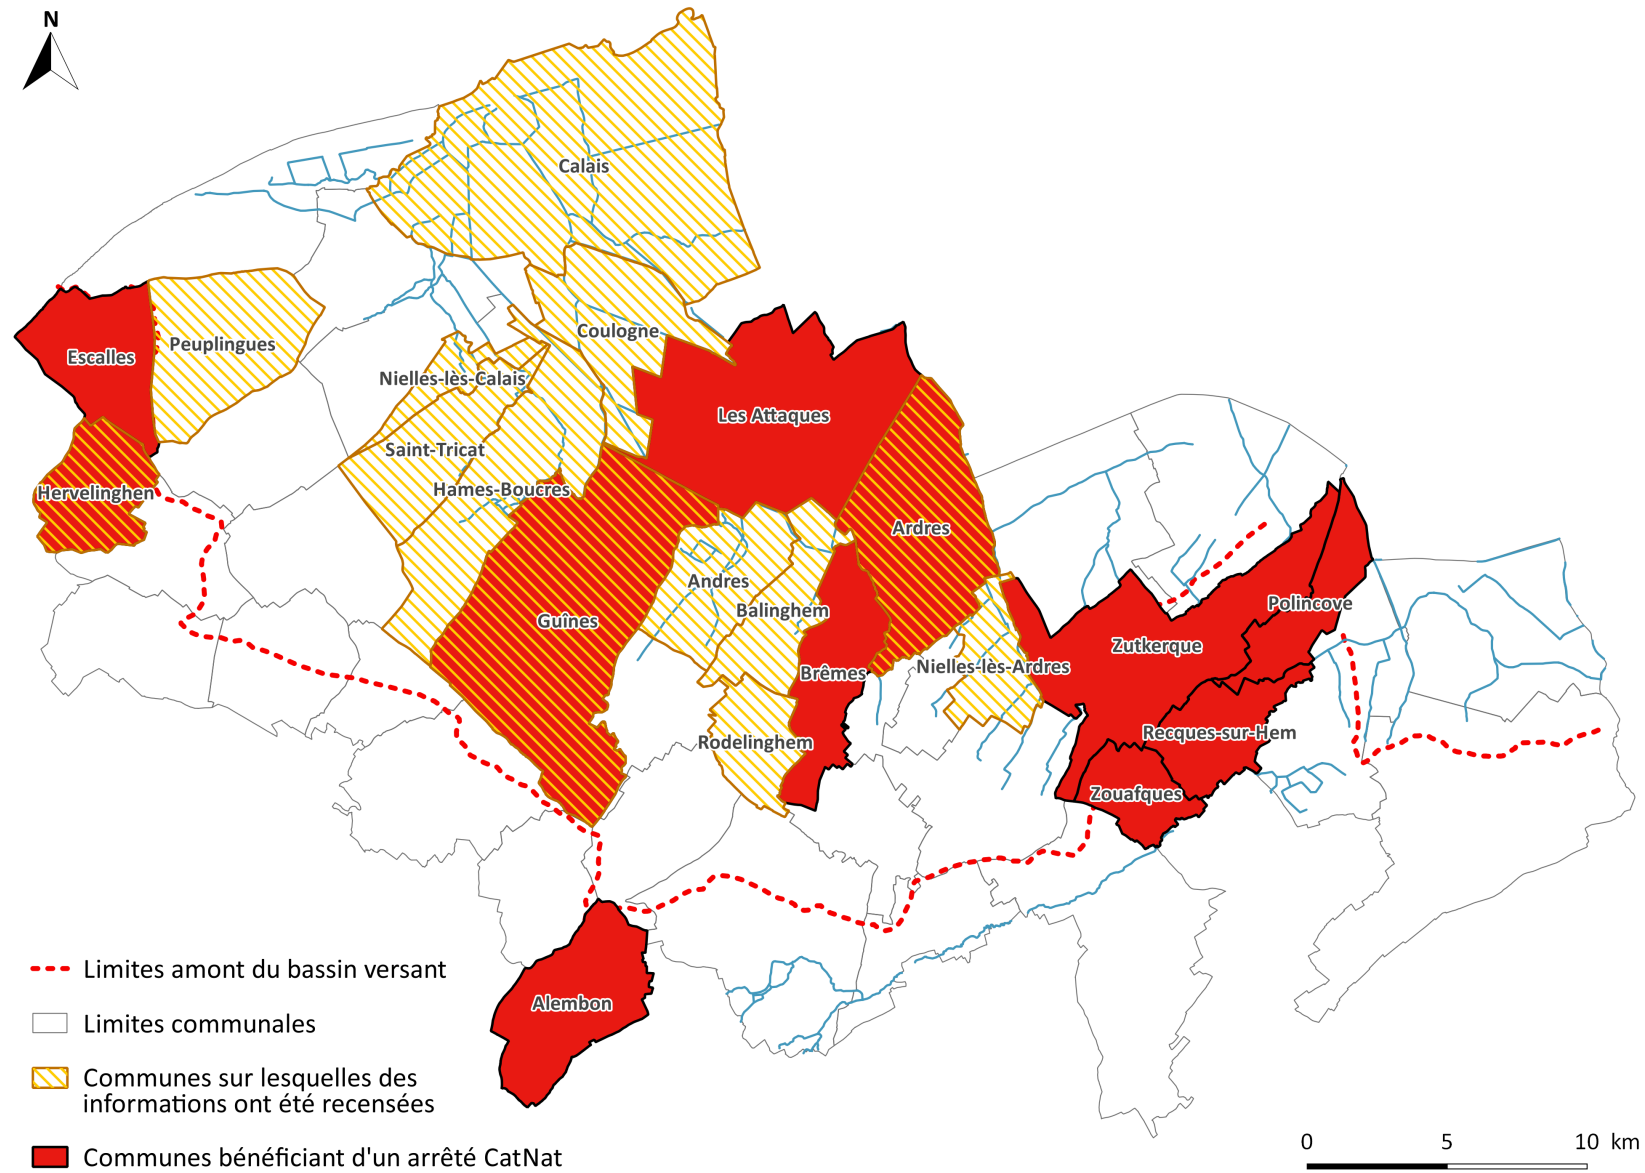 N
Calais
Coulogne
Peuplingues
Escalles
Nielles-lès-Calais
Les Attaques
Saint-Tricat
Hames-Boucres
Hervelinghen
Ardres
Andres
Balinghem
Guînes
Polincove
Zutkerque
Nielles-lès-Ardres
Brêmes
Recques-sur-Hem
Rodelinghem
Zouafques
Alembon
Limites amont du bassin versant
Limites communales
Communes sur lesquelles des
informations ont été recensées
Communes bénéficiant d'un arrêté CatNat
0 5 10 km